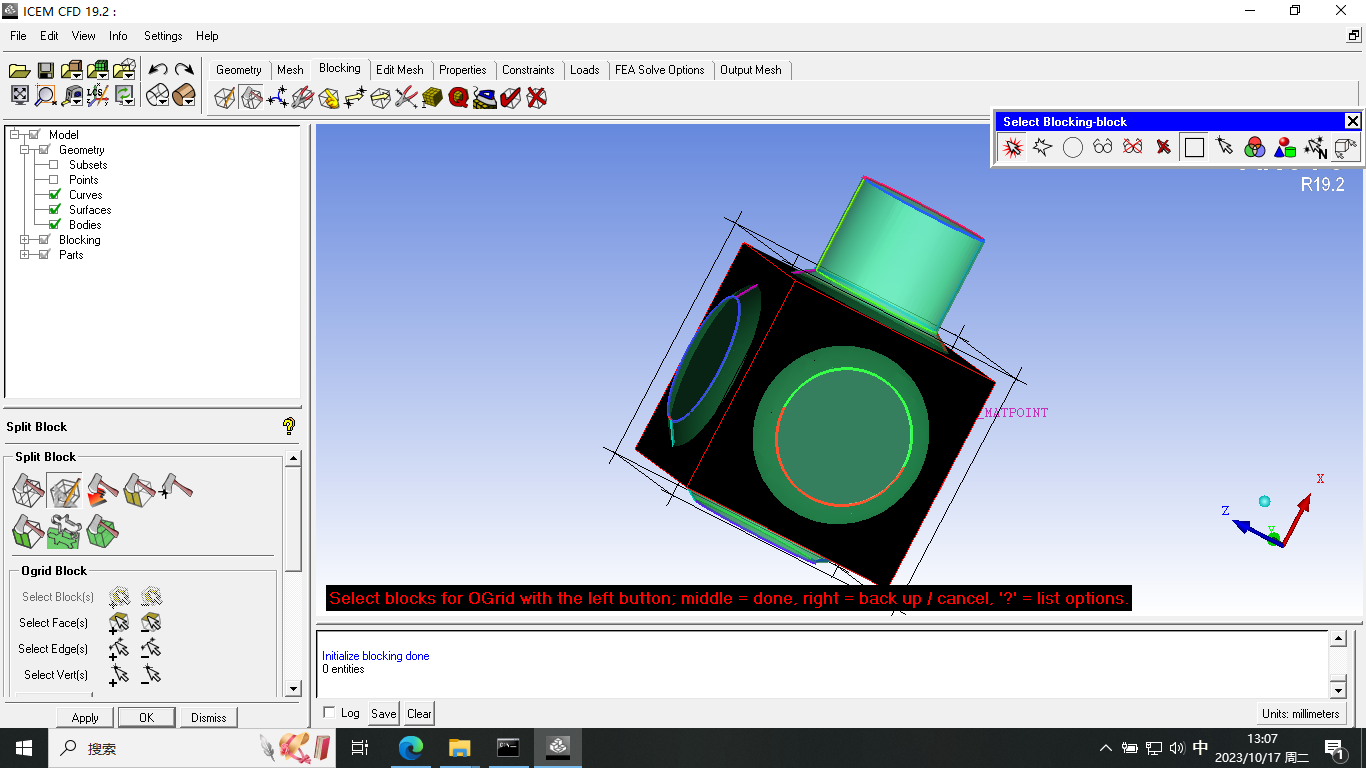 ICEM CFD 19.2 :
File Edit View Info Settings Help
Geometry Mesh Blocking Edit Mesh Properties Constraints Loads FEA Solve Options Output Mesh
Select Blocking-block
R19.2
Model
Geometry
Subsets
Points
Curves
Surfaces
Bodies
Blocking
Parts
_MATPOINT
X
Z
Y
Split Block
Split Block
Ogrid Block
Select Block(s)
Select Face(s)
Select Edge(s)
Select Vert(s)
Apply OK Dismiss
Select blocks for OGrid with the left button; middle = done, right = back up / cancel, '?' = list options.
Initialize blocking done
0 entities
Log Save Clear
Units: millimeters
搜索
中
13:07
2023/10/17 周二
1